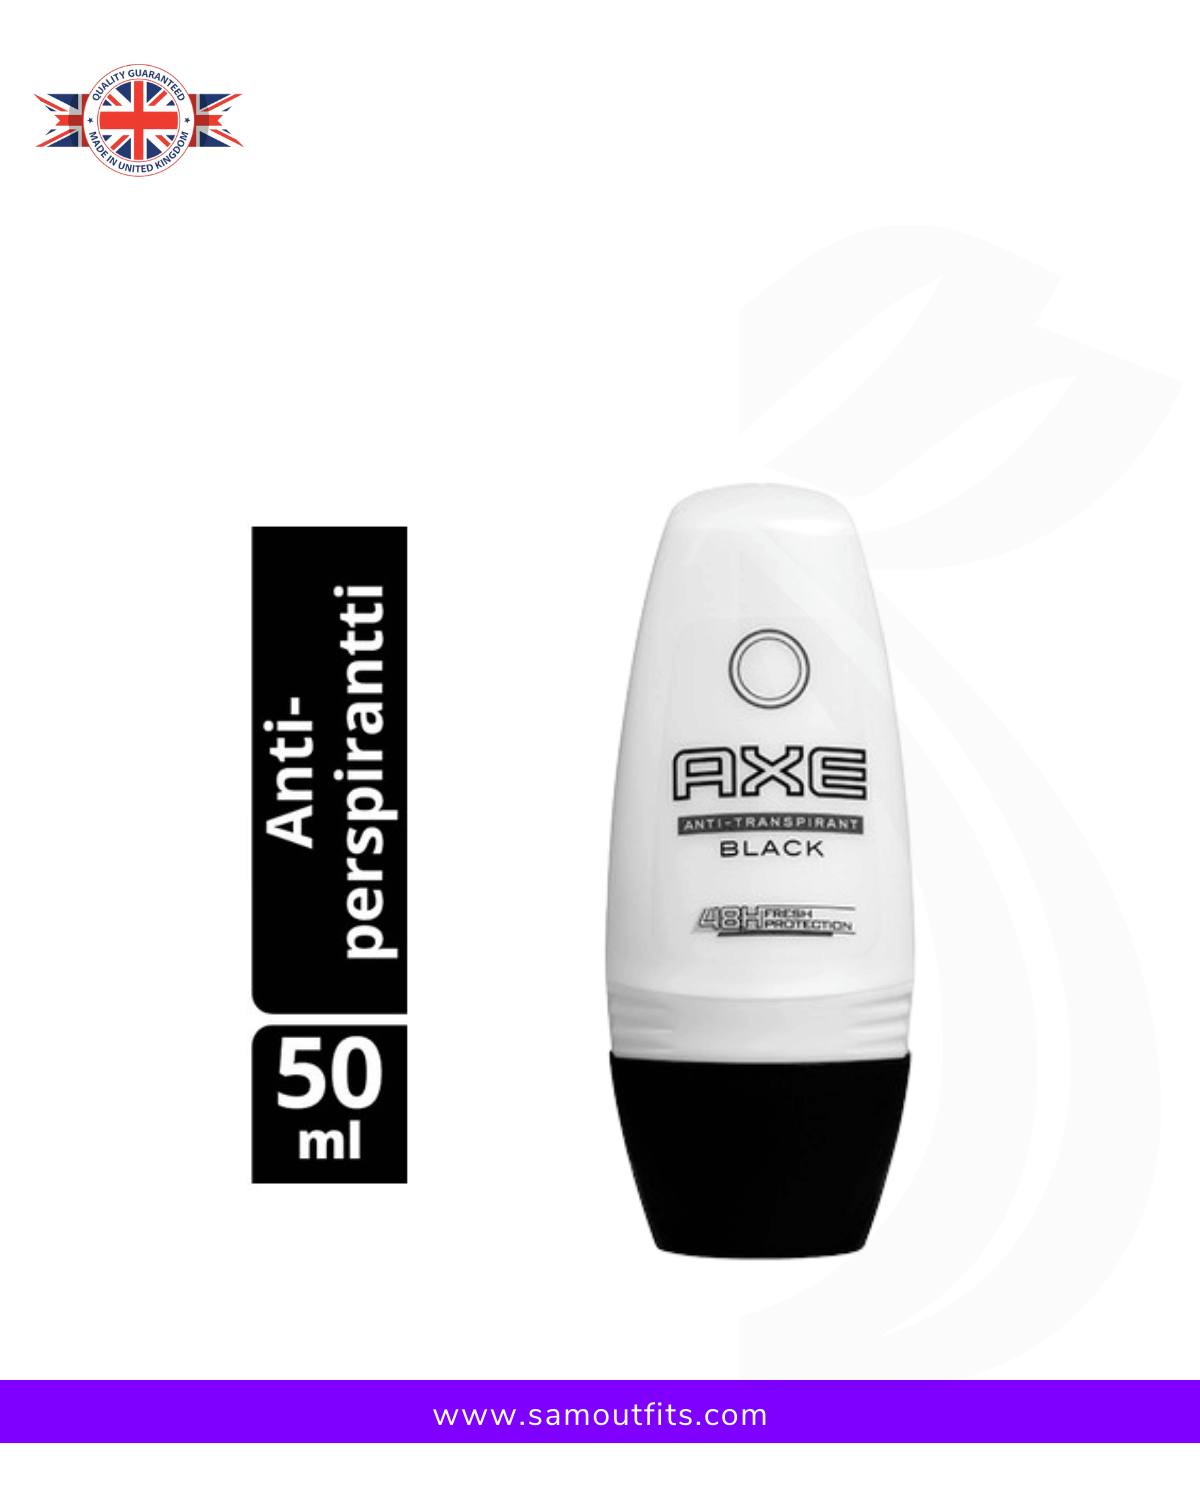 QUALITY GUARANTEED
MADE IN UNITED KINGDOM
Anti-
perspirantti
50
ml
AXE
ANTI-TRANSPIRANT
BLACK
48H FRESH
PROTECTION
www.samoutfits.com